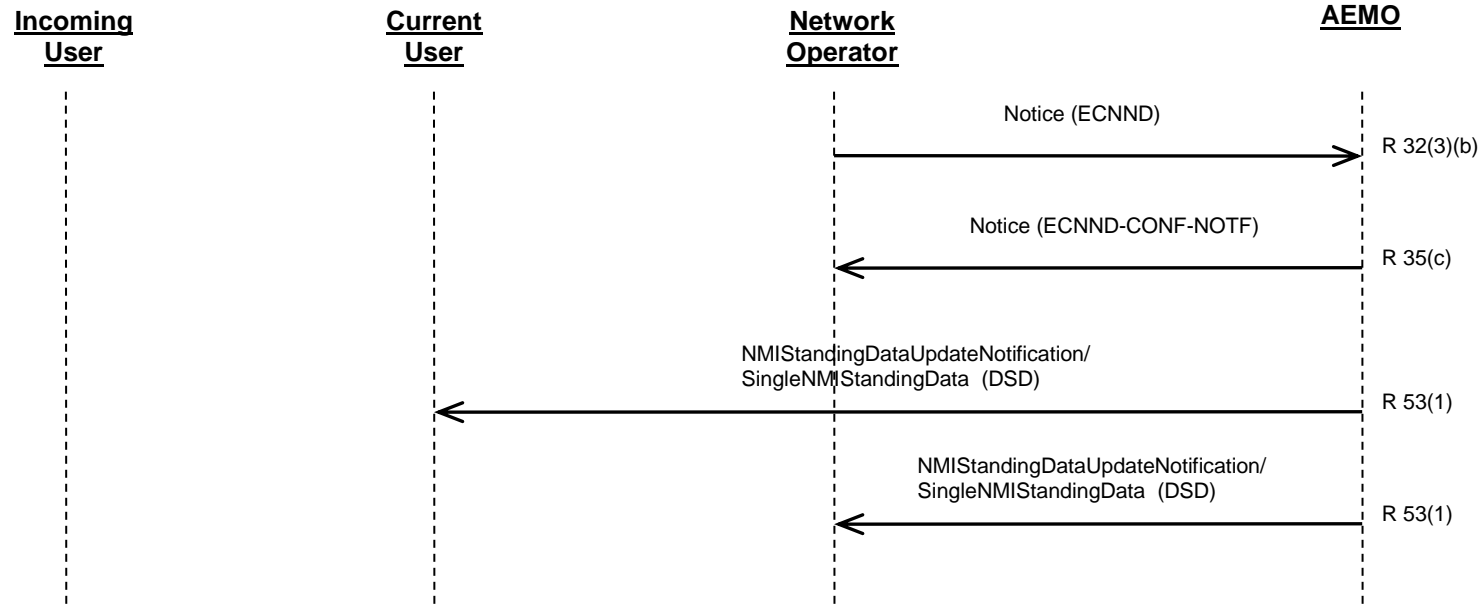 Incoming
User
Current
User
Network
Operator
AEMO
Notice (ECNND)
R 32(3)(b)
Notice (ECNND-CONF-NOTF)
R 35(c)
NMIStandingDataUpdateNotification/
SingleNMIStandingData (DSD)
R 53(1)
NMIStandingDataUpdateNotification/
SingleNMIStandingData (DSD)
R 53(1)